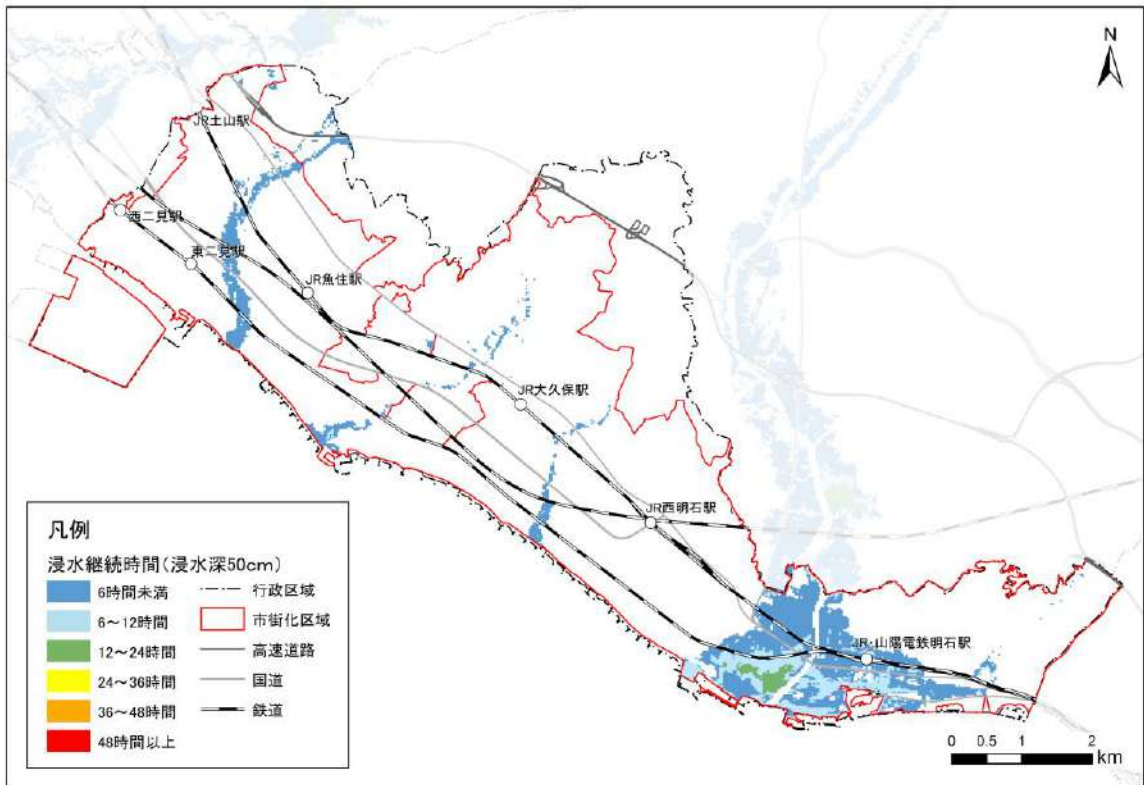 N
JR土山駅
西二見駅
東二見駅
JR魚住駅
JR大久保駅
JR西明石駅
JR・山陽電鉄明石駅
凡例
浸水継続時間(浸水深50cm)
6時間未満
6～12時間
12～24時間
24～36時間
36～48時間
48時間以上
行政区域
市街化区域
高速道路
国道
鉄道
0 0.5 1 2
km